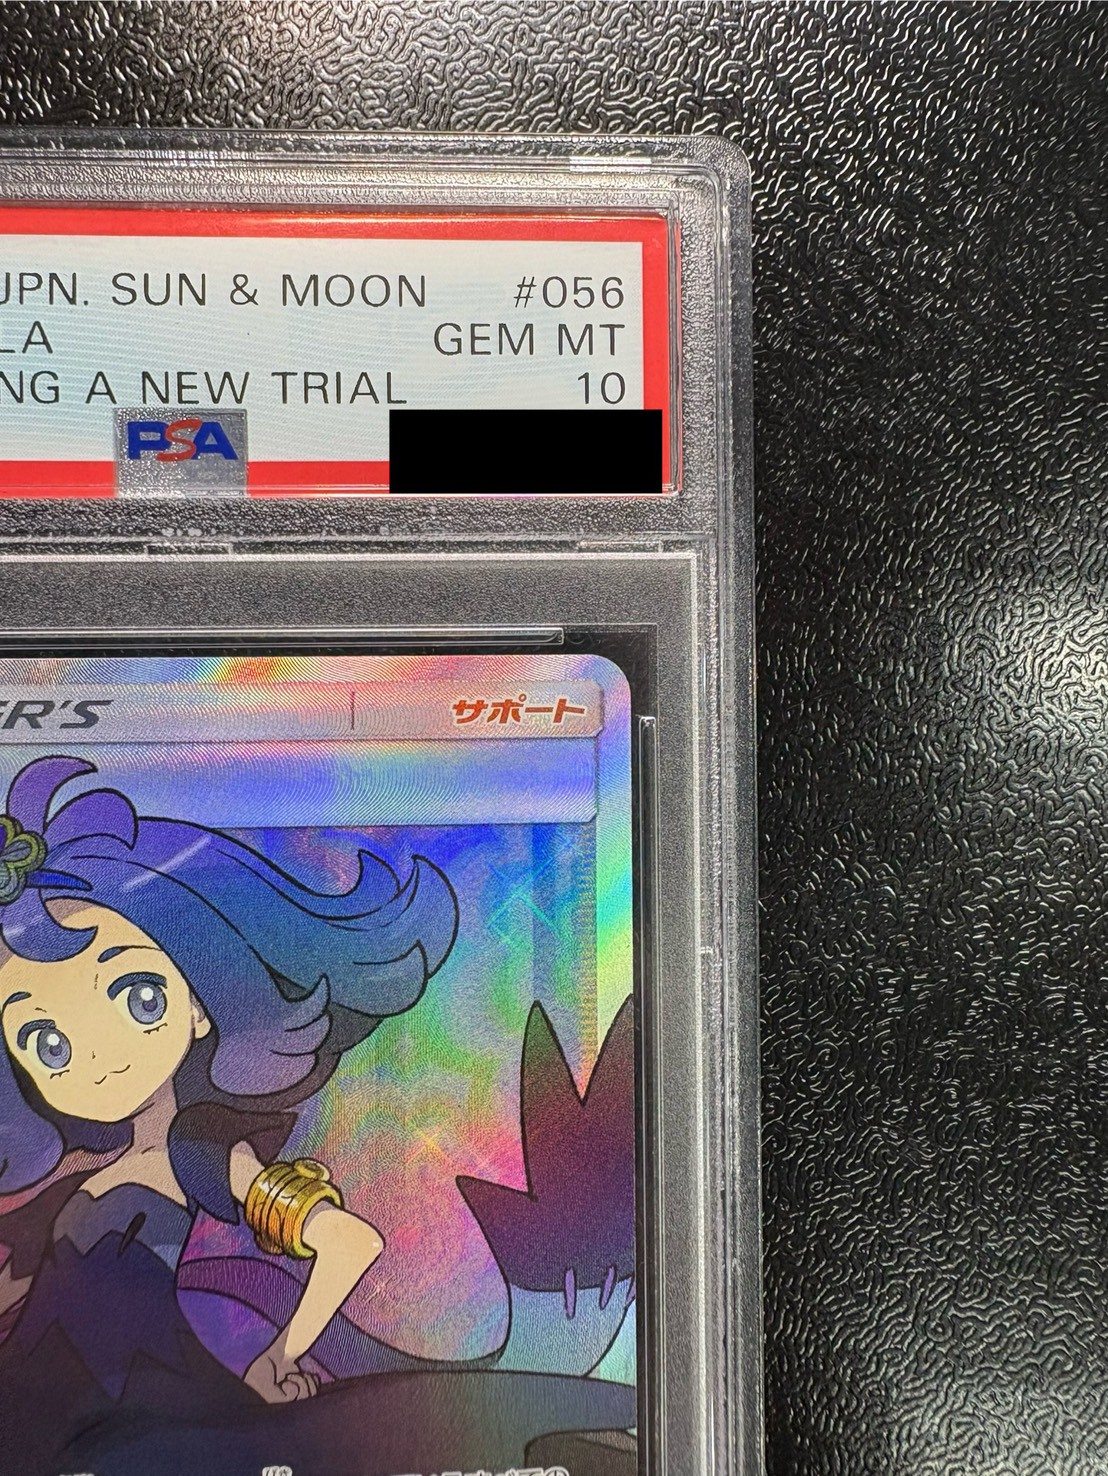 JPN. SUN & MOON #056
LA GEM MT
NG A NEW TRIAL 10
PSA
ER'S サポート